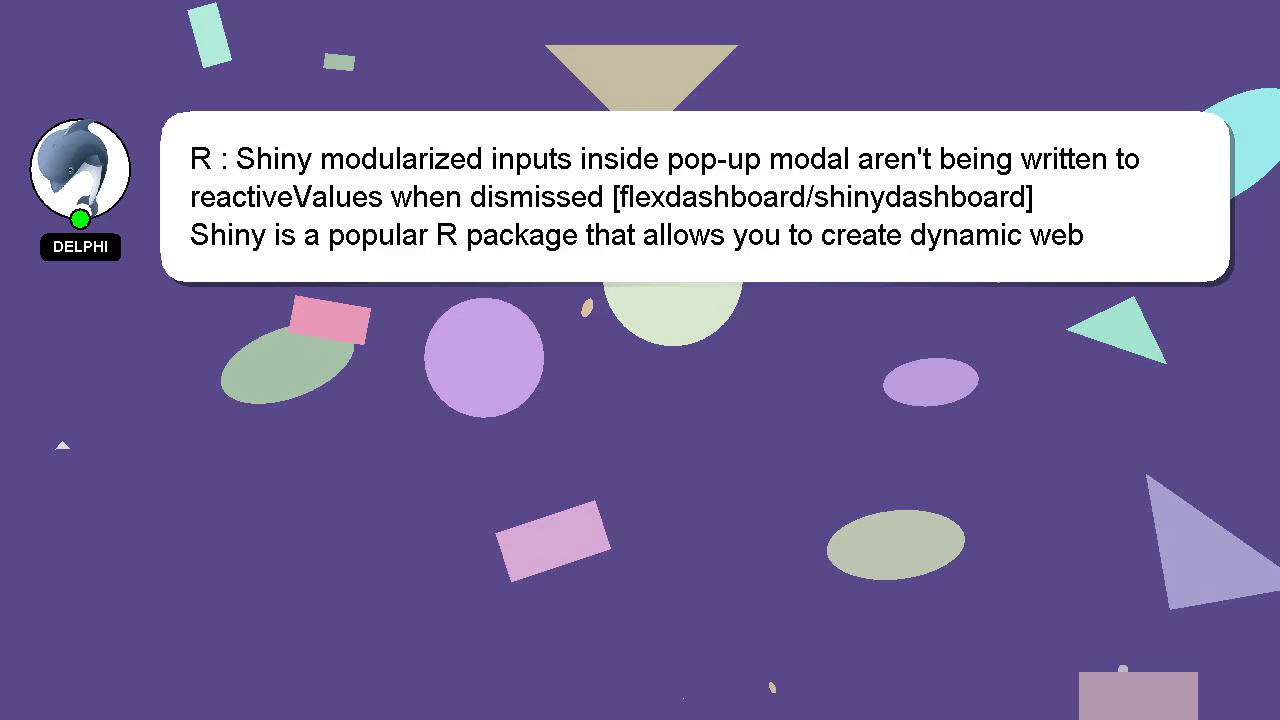 R : Shiny modularized inputs inside pop-up modal aren't being written to
reactiveValues when dismissed [flexdashboard/shinydashboard]
Shiny is a popular R package that allows you to create dynamic web
DELPHI